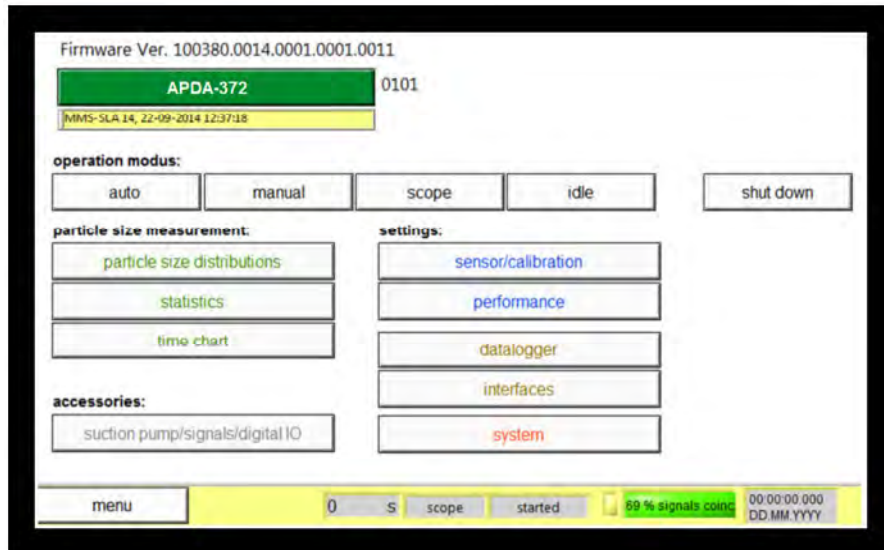 Firmware Ver. 100380.0014.0001.0001.0011
APDA-372 0101
MMS-SLA 14, 22-09-2014 12:37:18
operation modus:
auto manual scope idle shut down
particle size measurement: settings:
particle size distributions sensor/calibration
statistics performance
time chart
datalogger
interfaces
accessories:
suction pump/signals/digital IO system
menu 0 s scope started 69 % signals coinc 00:00:00.000
DD.MM.YYYY